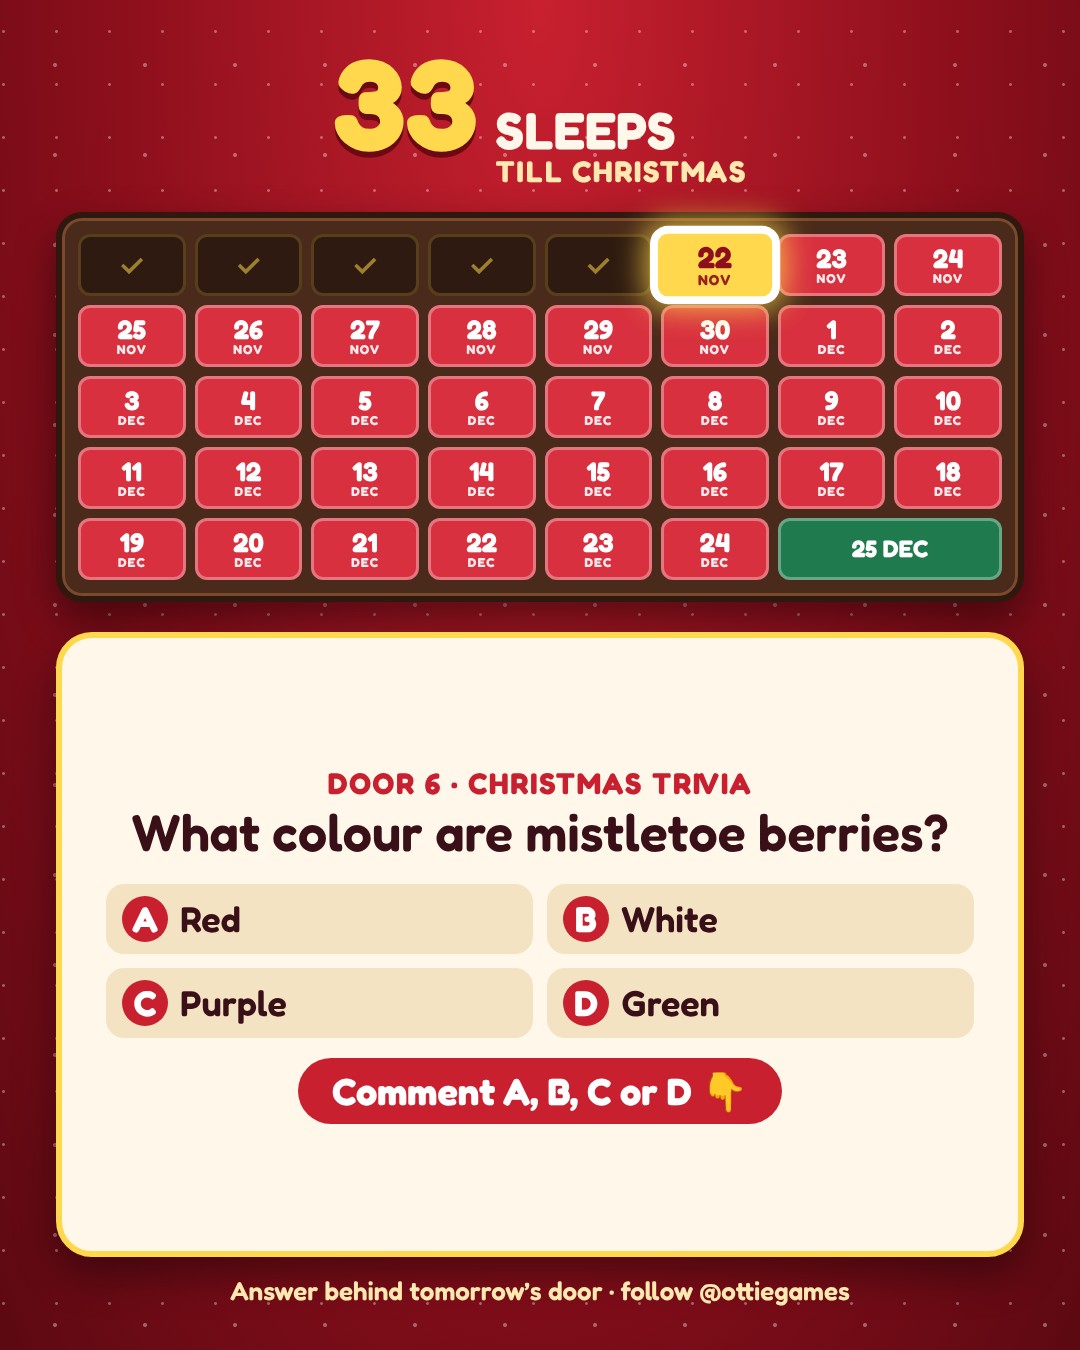 33 SLEEPS
TILL CHRISTMAS
22 NOV
23 NOV
24 NOV
25 NOV
26 NOV
27 NOV
28 NOV
29 NOV
30 NOV
1 DEC
2 DEC
3 DEC
4 DEC
5 DEC
6 DEC
7 DEC
8 DEC
9 DEC
10 DEC
11 DEC
12 DEC
13 DEC
14 DEC
15 DEC
16 DEC
17 DEC
18 DEC
19 DEC
20 DEC
21 DEC
22 DEC
23 DEC
24 DEC
25 DEC
DOOR 6 · CHRISTMAS TRIVIA
What colour are mistletoe berries?
A Red
B White
C Purple
D Green
Comment A, B, C or D 👇
Answer behind tomorrow's door · follow @ottiegames